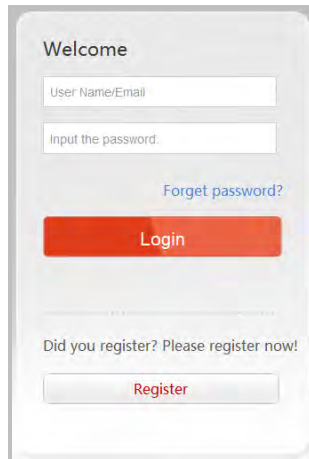 Welcome
User Name/Email
Input the password.
Forget password?
Login
Did you register? Please register now!
Register